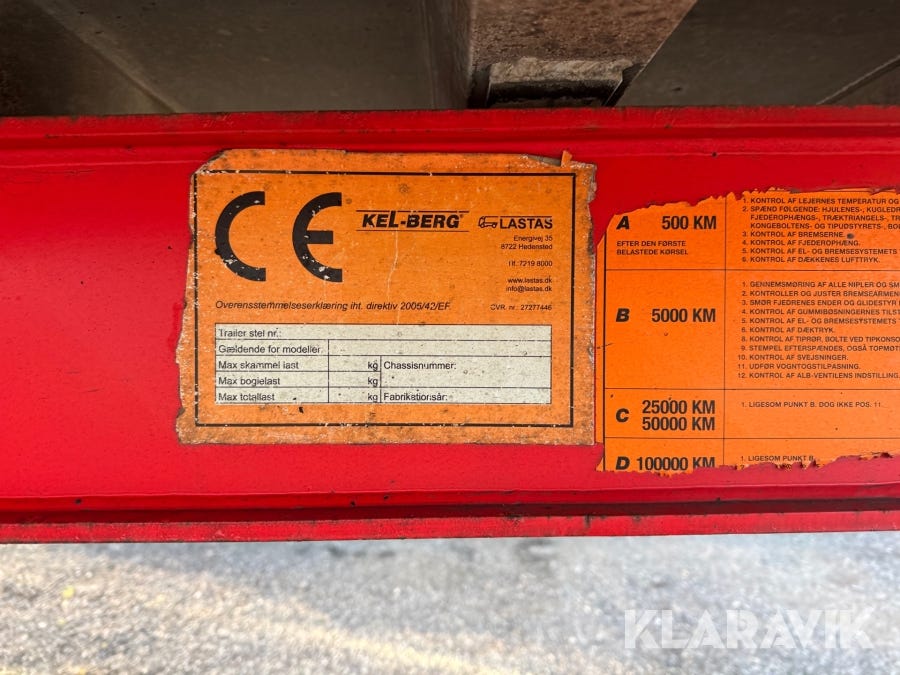 CE
KEL-BERG
LASTAS
Energivej 35
8722 Hedensted
Tlf.: 7219 8000
www.lastas.dk
info@lastas.dk
Overensstemmelseserklæring iht. direktiv 2005/42/EF.
CVR. nr.: 27277446
Trailer stel nr.:
Gældende for modeller
Max skammel last kg Chassisnummer:
Max bogielast kg
Max totallast kg Fabrikationsår:
A 500 KM
EFTER DEN FØRSTE
BELASTEDE KØRSEL
1. KONTROL AF LEJERNES TEMPERATUR OG
2. SPÆND FØLGENDE: HJULENES-, KUGLED
FJEDEROPHÆNGS-, TRÆKTRIANGELS-, TR
KONGEBOLTENS- OG TIPUDSTYRETS-, BO
3. KONTROL AF BREMSERNE.
4. KONTROL AF FJEDEROPHÆNG.
5. KONTROL AF EL- OG BREMSESYSTEMETS
6. KONTROL AF DÆKKENES LUFTTRYK.
B 5000 KM
1. GENNEMSMØRING AF ALLE NIPLER OG SM
2. KONTROLLER OG JUSTER BREMSEARMEN
3. SMØR FJEDRENES ENDER OG GLIDESTYR
4. KONTROL AF GUMMIBØSNINGERNES TILST
5. KONTROL AF EL- OG BREMSESYSTEMETS
6. KONTROL AF DÆKTRYK.
8. KONTROL AF TIPRØR, BOLTE VED TIPKONSO
9. STEMPEL EFTERSPÆNDES, OGSÅ TOPMØT
10. KONTROL AF SVEJSNINGER.
11. UDFØR VOGNTOGSTILPASNING.
12. KONTROL AF ALB-VENTILENS INDSTILLING.
C 25000 KM
50000 KM
1. LIGESOM PUNKT B. DOG IKKE POS. 11.
D 100000 KM
1. LIGESOM PUNKT B.
KLARAVIK